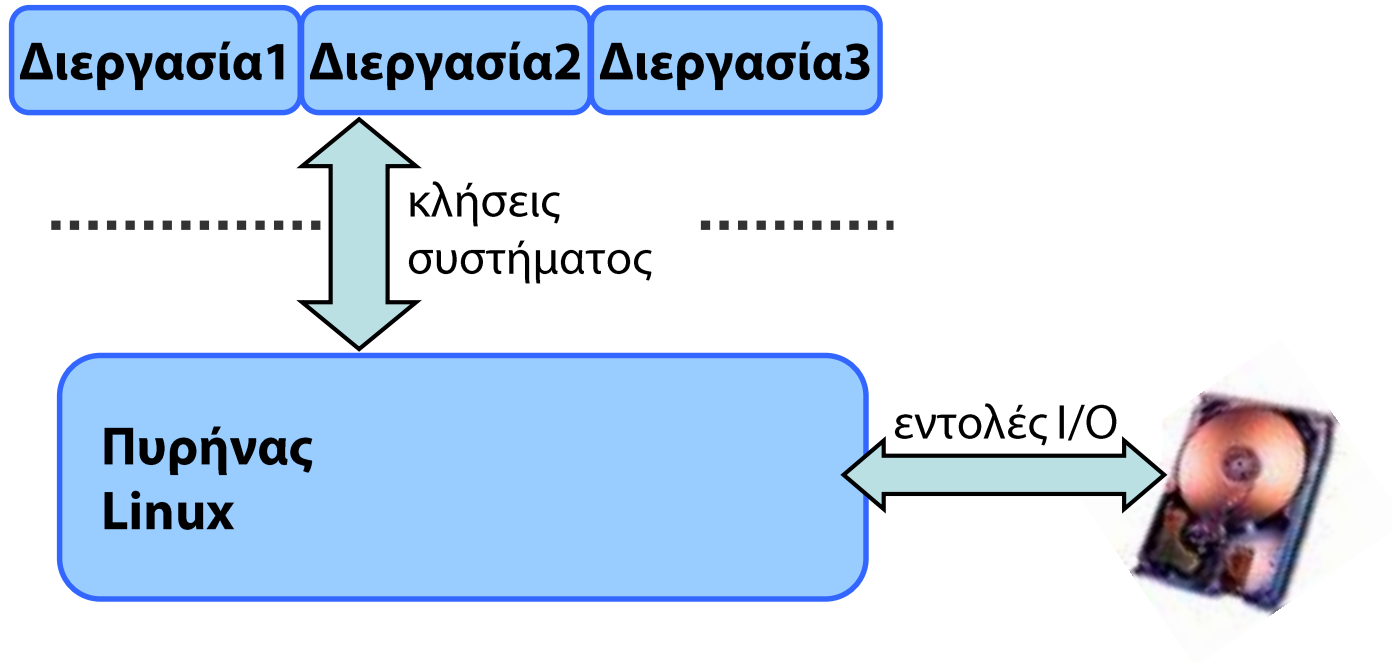 Διεργασία1
Διεργασία2
Διεργασία3
κλήσεις
συστήματος
Πυρήνας
Linux
εντολές I/O